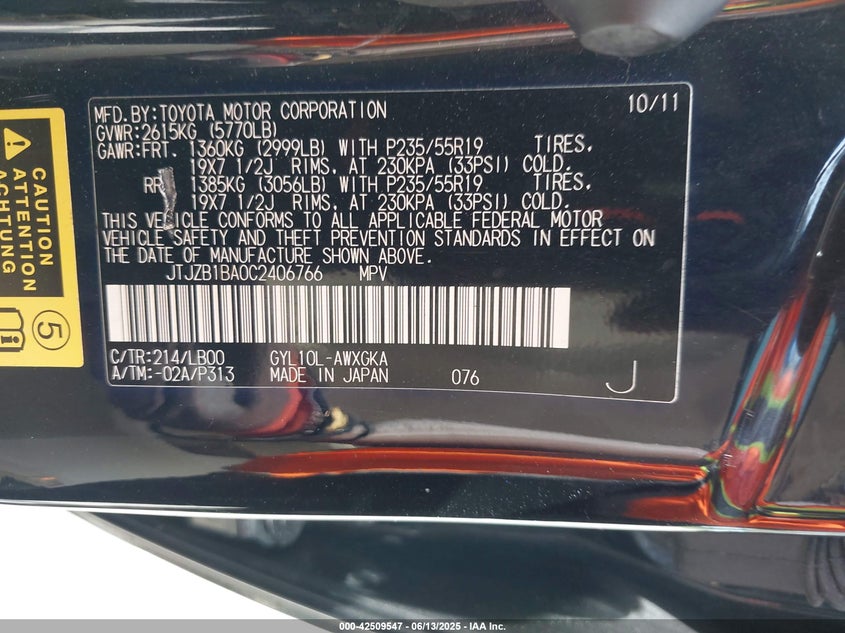 MFD.BY:TOYOTA MOTOR CORPORATION 10/11
GVWR:2615KG (5770LB)
GAWR:FRT. 1360KG (2999LB) WITH P235/55R19 TIRES,
19X7 1/2J RIMS, AT 230KPA (33PSI) COLD.
RR 1385KG (3056LB) WITH P235/55R19 TIRES,
19X7 1/2J RIMS, AT 230KPA (33PSI) COLD.
THIS VEHICLE CONFORMS TO ALL APPLICABLE FEDERAL MOTOR
VEHICLE SAFETY AND THEFT PREVENTION STANDARDS IN EFFECT ON
THE DATE OF MANUFACTURE SHOWN ABOVE.
JTJZB1BA0C2406766 MPV
C/TR:214/LB00 GYL10L-AWXGKA
A/TM:-02A/P313 MADE IN JAPAN 076 J
CAUTION
ATTENTION
ACHTUNG
5
000-42509547 - 06/13/2025 - IAA Inc.